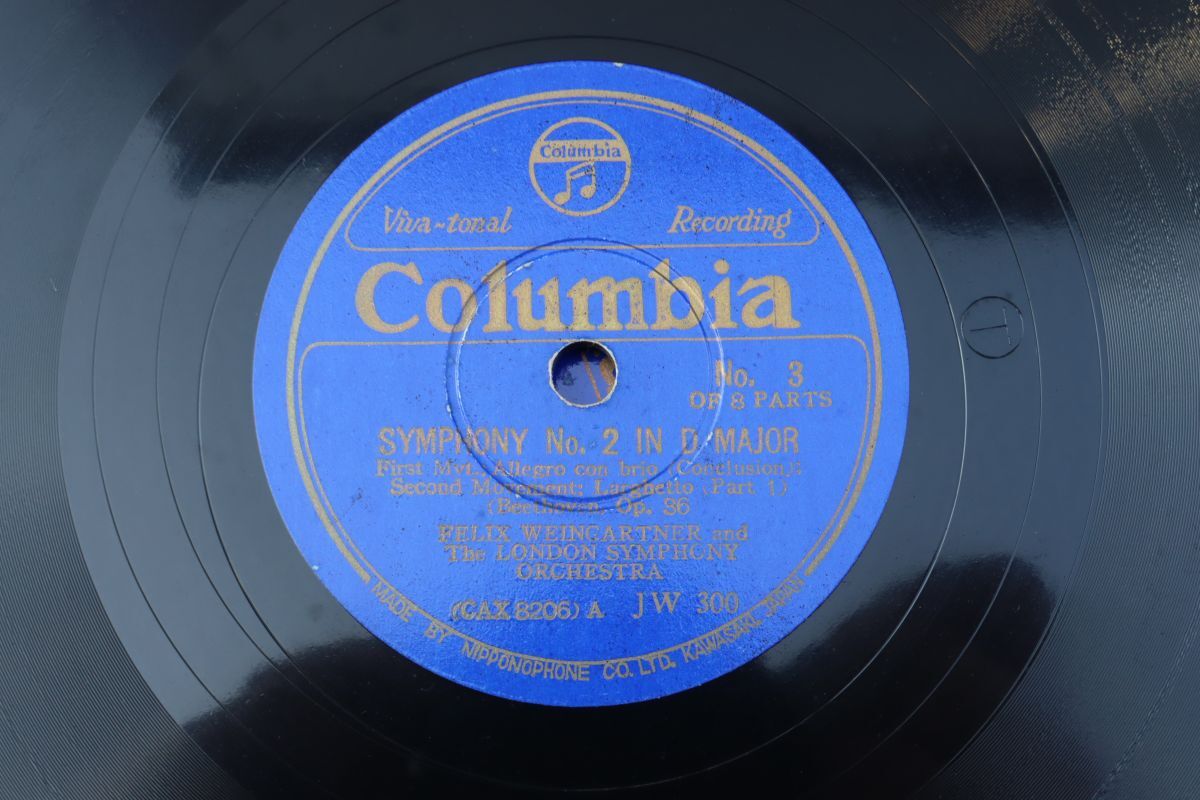 Columbia
Viva-tonal Recording
Columbia
No. 3
OF 8 PARTS
SYMPHONY No. 2 IN D MAJOR
First Mvt., Allegro con brio (Conclusion);
Second Movement: Larghetto (Part 1)
(Beethoven, Op. 36
FELIX WEINGARTNER and
The LONDON SYMPHONY
ORCHESTRA
(CAX 8206) A JW 300
MADE BY NIPPONOPHONE CO. LTD. KAWASAKI, JAPAN
T